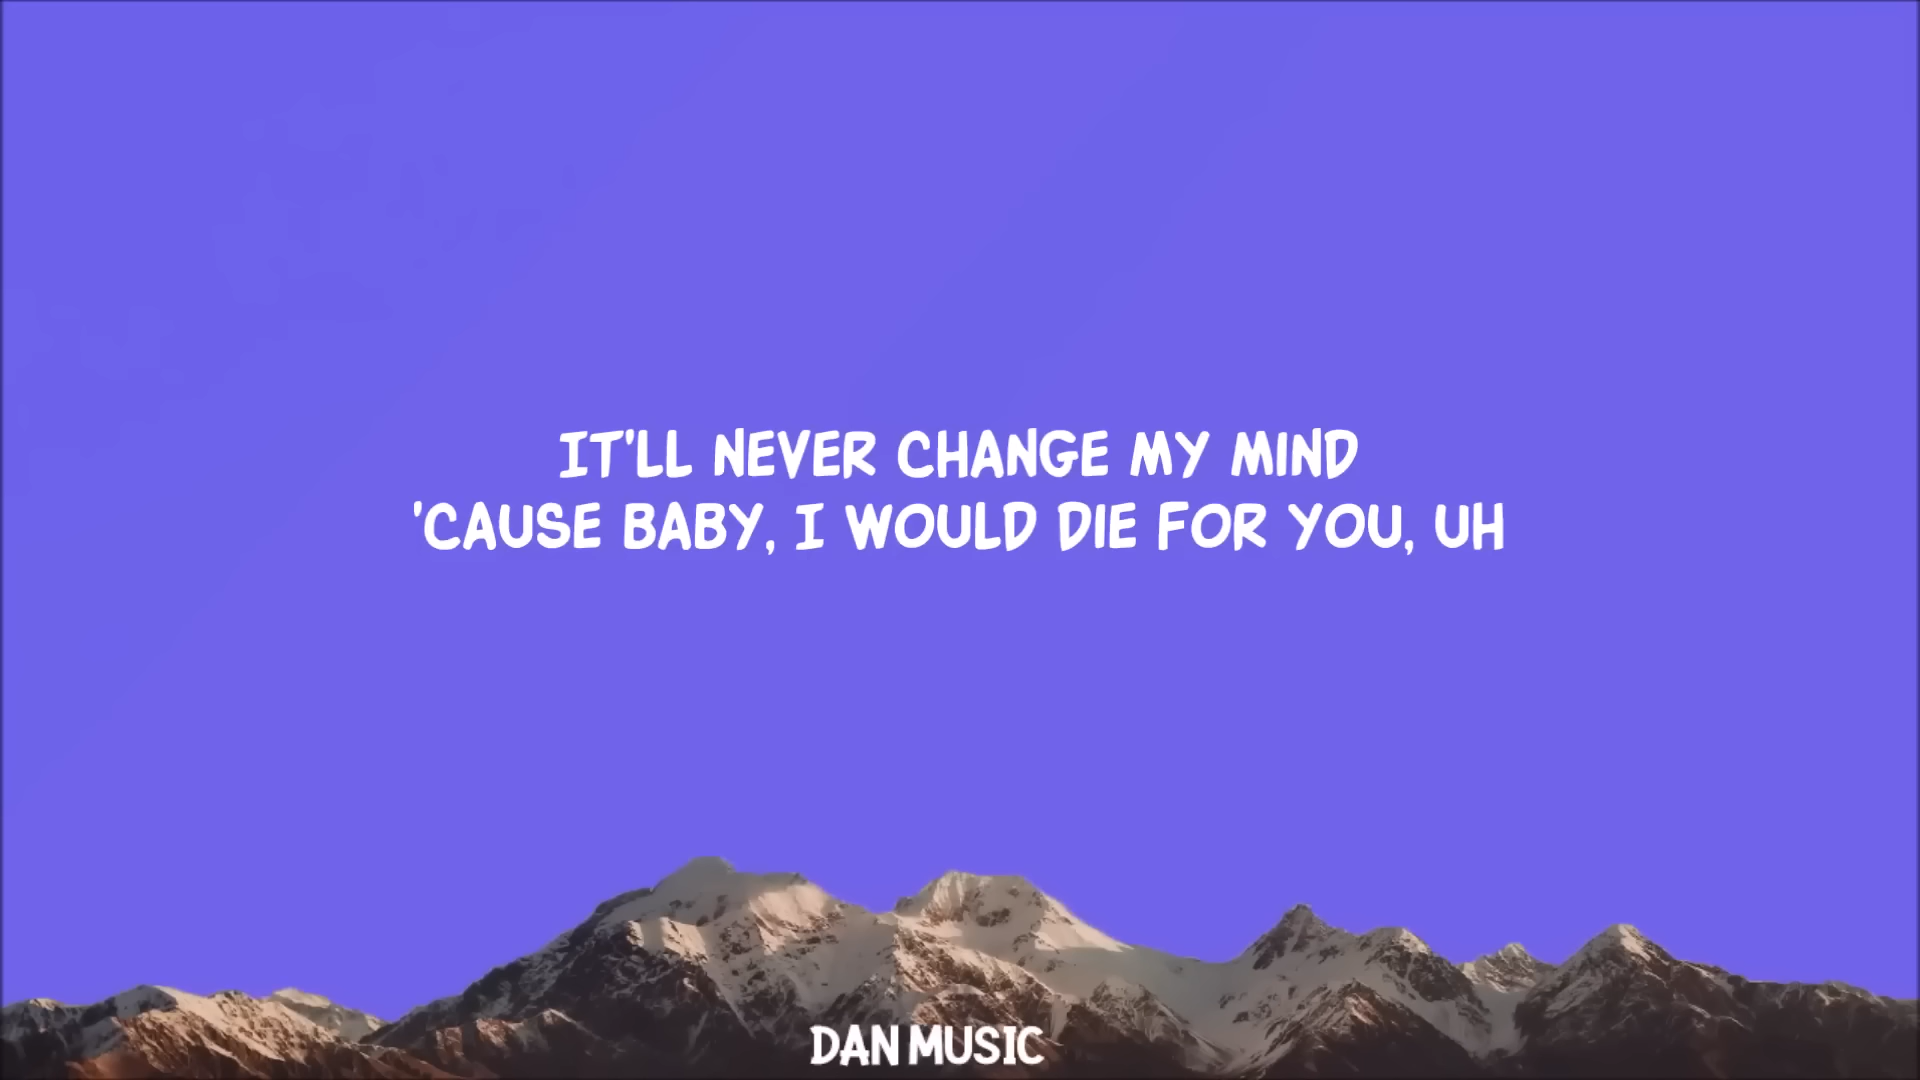 IT'LL NEVER CHANGE MY MIND
'CAUSE BABY, I WOULD DIE FOR YOU, UH
DAN MUSIC